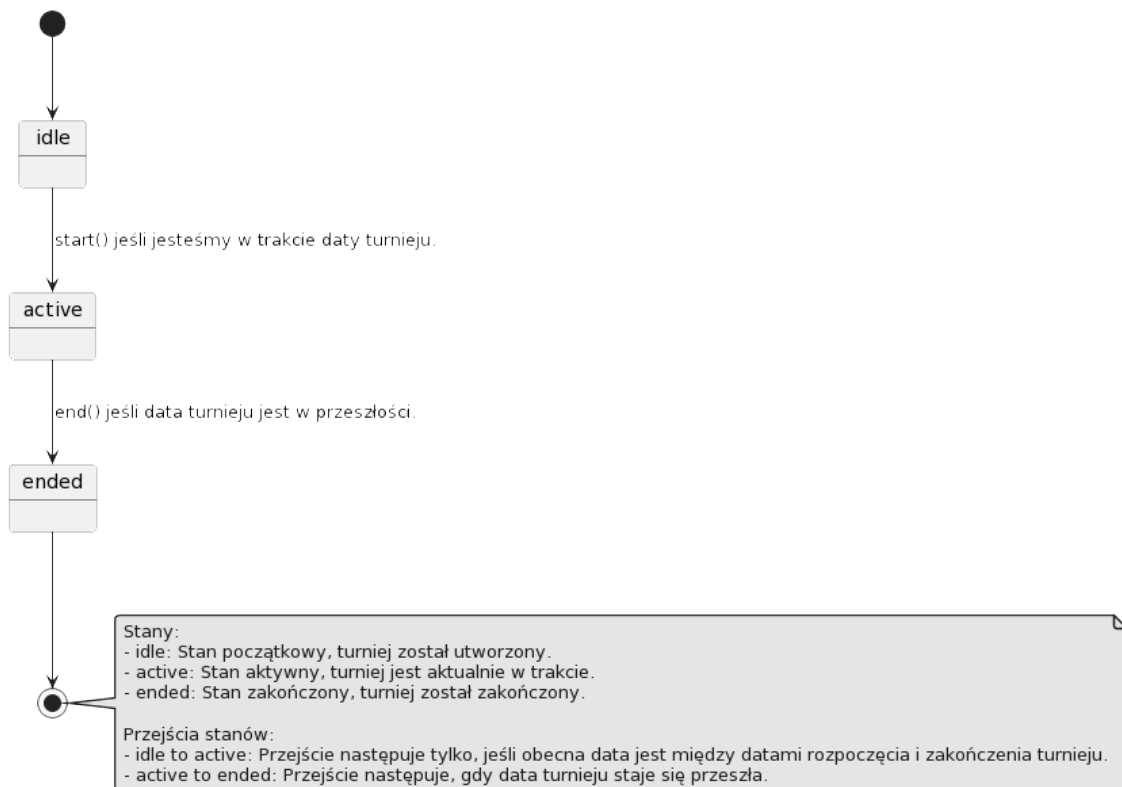 idle
start() jeśli jesteśmy w trakcie daty turnieju.
active
end() jeśli data turnieju jest w przeszłości.
ended
Stany:
- idle: Stan początkowy, turniej został utworzony.
- active: Stan aktywny, turniej jest aktualnie w trakcie.
- ended: Stan zakończony, turniej został zakończony.
Przejścia stanów:
- idle to active: Przejście następuje tylko, jeśli obecna data jest między datami rozpoczęcia i zakończenia turnieju.
- active to ended: Przejście następuje, gdy data turnieju staje się przeszła.